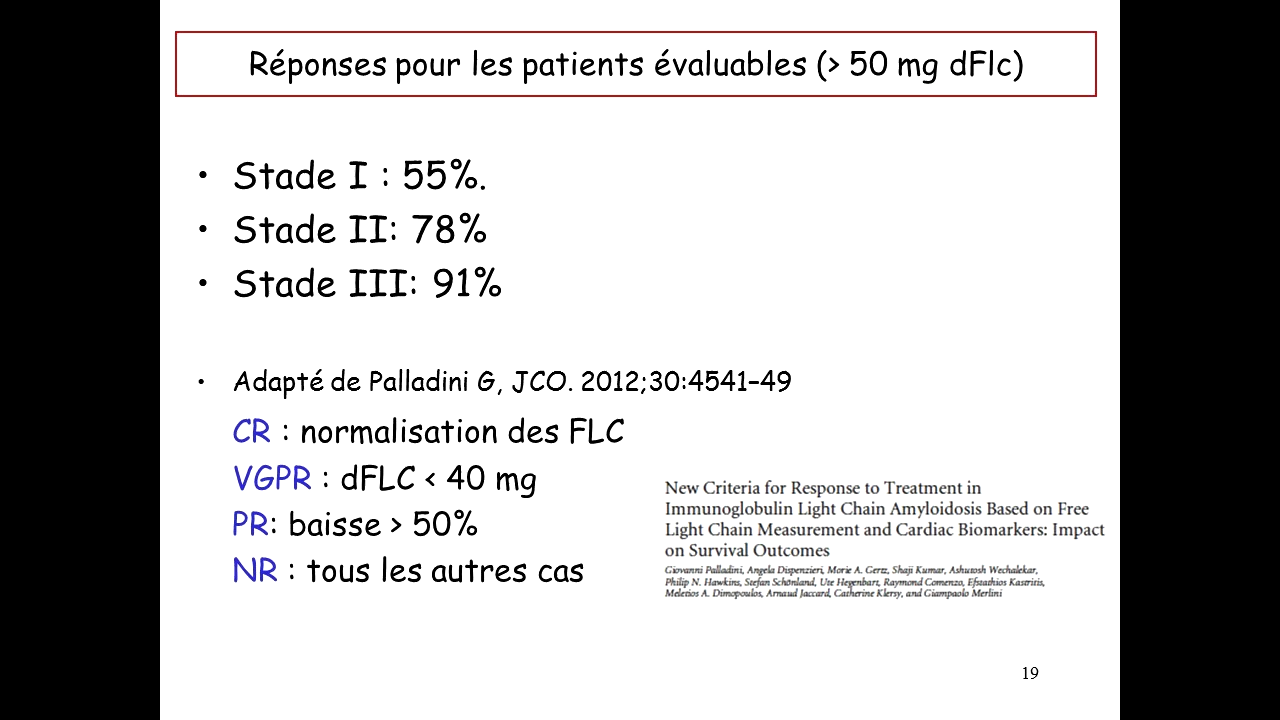 Réponses pour les patients évaluables (> 50 mg dFlc)
• Stade I : 55%.
• Stade II: 78%
• Stade III: 91%
• Adapté de Palladini G, JCO. 2012;30:4541–49
CR : normalisation des FLC
VGPR : dFLC < 40 mg
PR: baisse > 50%
NR : tous les autres cas
New Criteria for Response to Treatment in
Immunoglobulin Light Chain Amyloidosis Based on Free
Light Chain Measurement and Cardiac Biomarkers: Impact
on Survival Outcomes
Giovanni Palladini, Angela Dispenzieri, Morie A. Gertz, Shaji Kumar, Ashutosh Wechalekar,
Philip N. Hawkins, Stefan Schönland, Ute Hegenbart, Raymond Comenzo, Efstathios Kastritis,
Meletios A. Dimopoulos, Arnaud Jaccard, Catherine Klersy, and Giampaolo Merlini
19